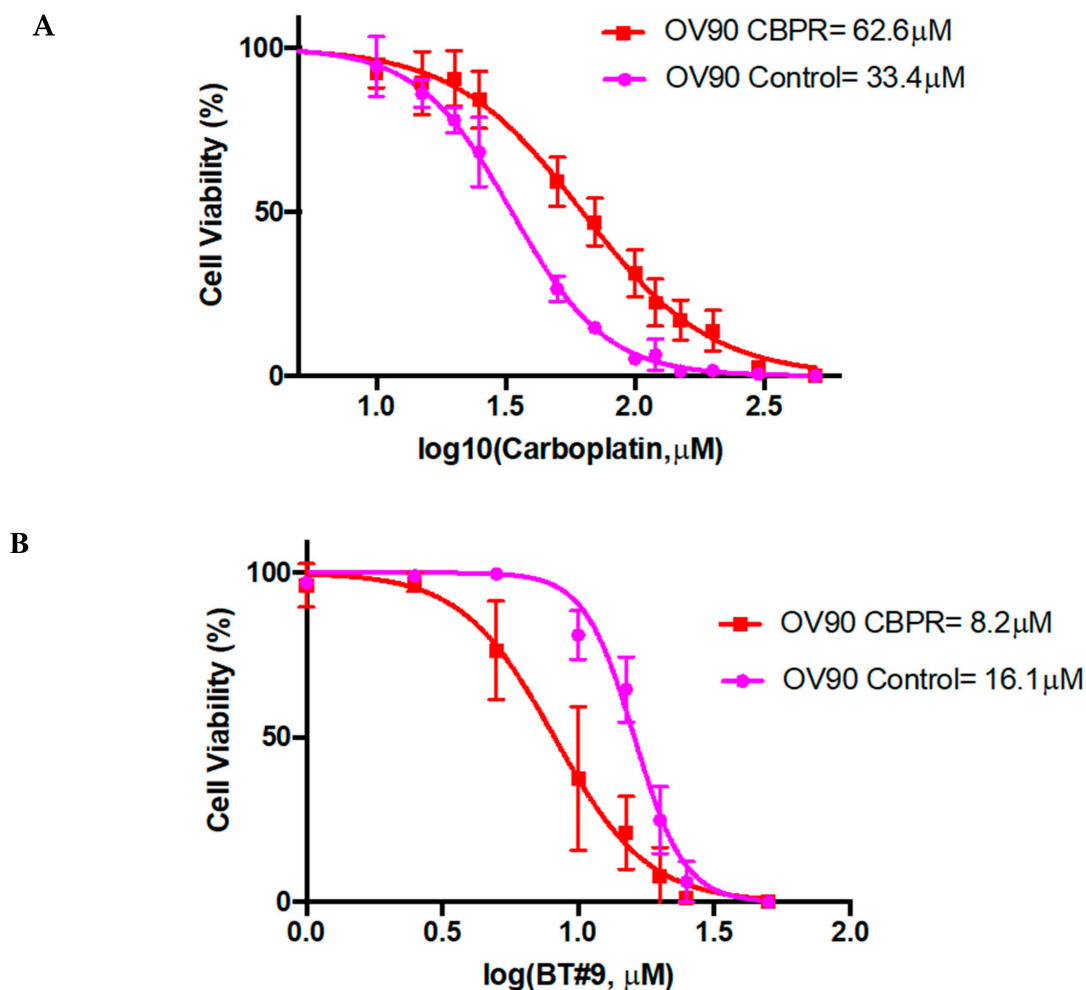 A
OV90 CBPR= 62.6μM
OV90 Control= 33.4μM
100
50
0
Cell Viability (%)
1.0 1.5 2.0 2.5
log10(Carboplatin,μM)
B
OV90 CBPR= 8.2μM
OV90 Control= 16.1μM
100
50
0
Cell Viability (%)
0.0 0.5 1.0 1.5 2.0
log(BT#9, μM)